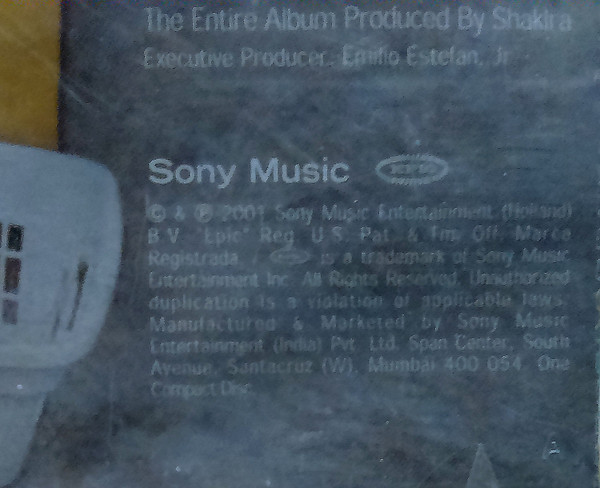 The Entire Album Produced By Shakira
Executive Producer: Emilio Estefan, Jr
Sony Music EPIC
© & ℗ 2001 Sony Music Entertainment (Holland)
B.V. "Epic" Reg. U.S. Pat. & Tm. Off. Marca
Registrada. / is a trademark of Sony Music
Entertainment Inc. All Rights Reserved. Unauthorized
duplication is a violation of applicable laws.
Manufactured & Marketed by Sony Music
Entertainment (India) Pvt. Ltd. Span Center, South
Avenue, Santacruz (W), Mumbai 400 054. One
Compact Disc.